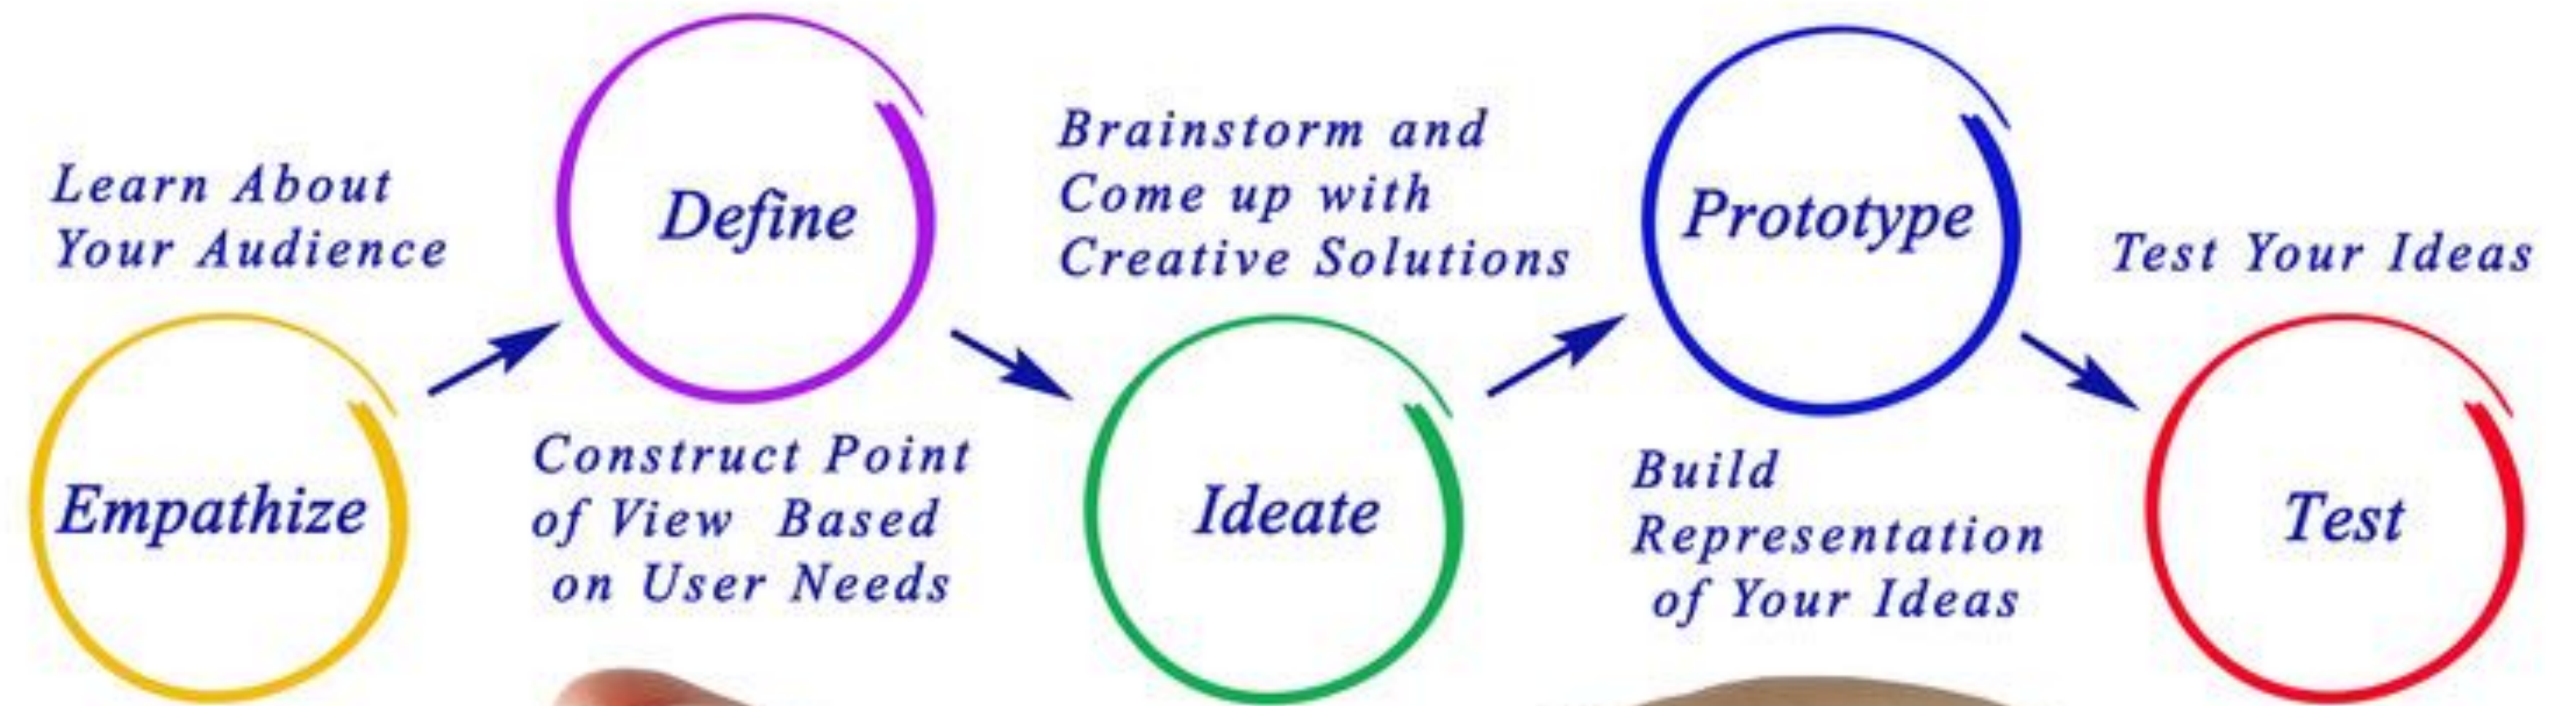 Learn About
Your Audience
Empathize
Define
Construct Point
of View Based
on User Needs
Brainstorm and
Come up with
Creative Solutions
Ideate
Prototype
Build
Representation
of Your Ideas
Test Your Ideas
Test